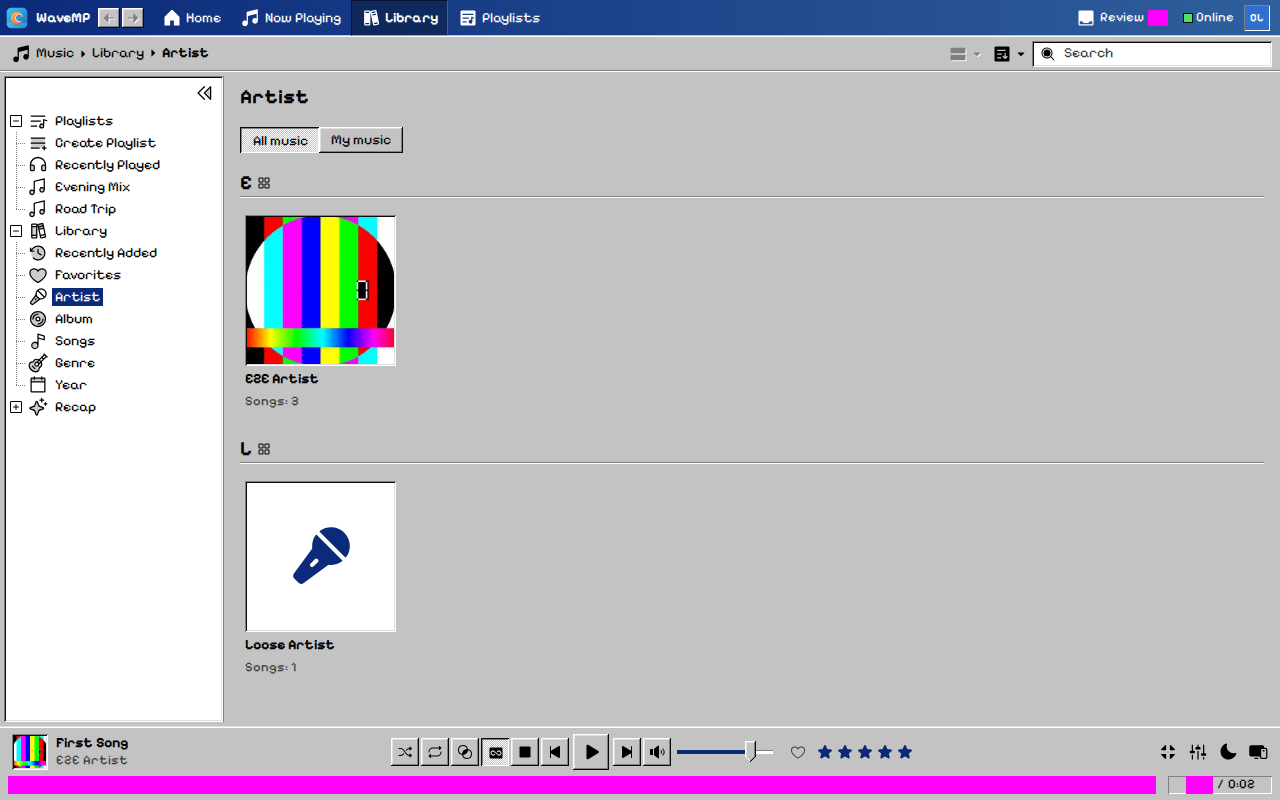 WaveMP
Home
Now Playing
Library
Playlists
Review
Online
OL
Music
Library
Artist
Search
Playlists
Create Playlist
Recently Played
Evening Mix
Road Trip
Library
Recently Added
Favorites
Artist
Album
Songs
Genre
Year
Recap
Artist
All music
My music
E
E2E Artist
Songs: 3
L
Loose Artist
Songs: 1
First Song
E2E Artist
/ 0:02